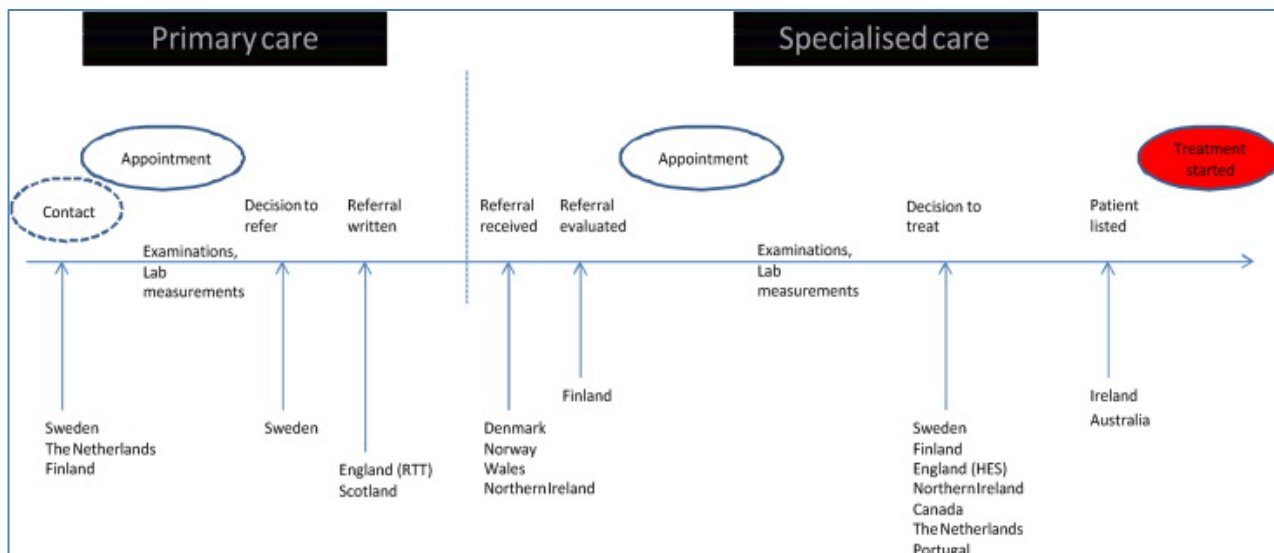 Primary care
Specialised care
Appointment
Appointment
Treatment
started
Contact
Decision to
refer
Referral
written
Referral
received
Referral
evaluated
Decision to
treat
Patient
listed
Examinations,
Lab
measurements
Examinations,
Lab
measurements
Sweden
The Netherlands
Finland
Sweden
England (RTT)
Scotland
Denmark
Norway
Wales
Northern Ireland
Finland
Sweden
Finland
England (HES)
Northern Ireland
Canada
The Netherlands
Portugal
Ireland
Australia